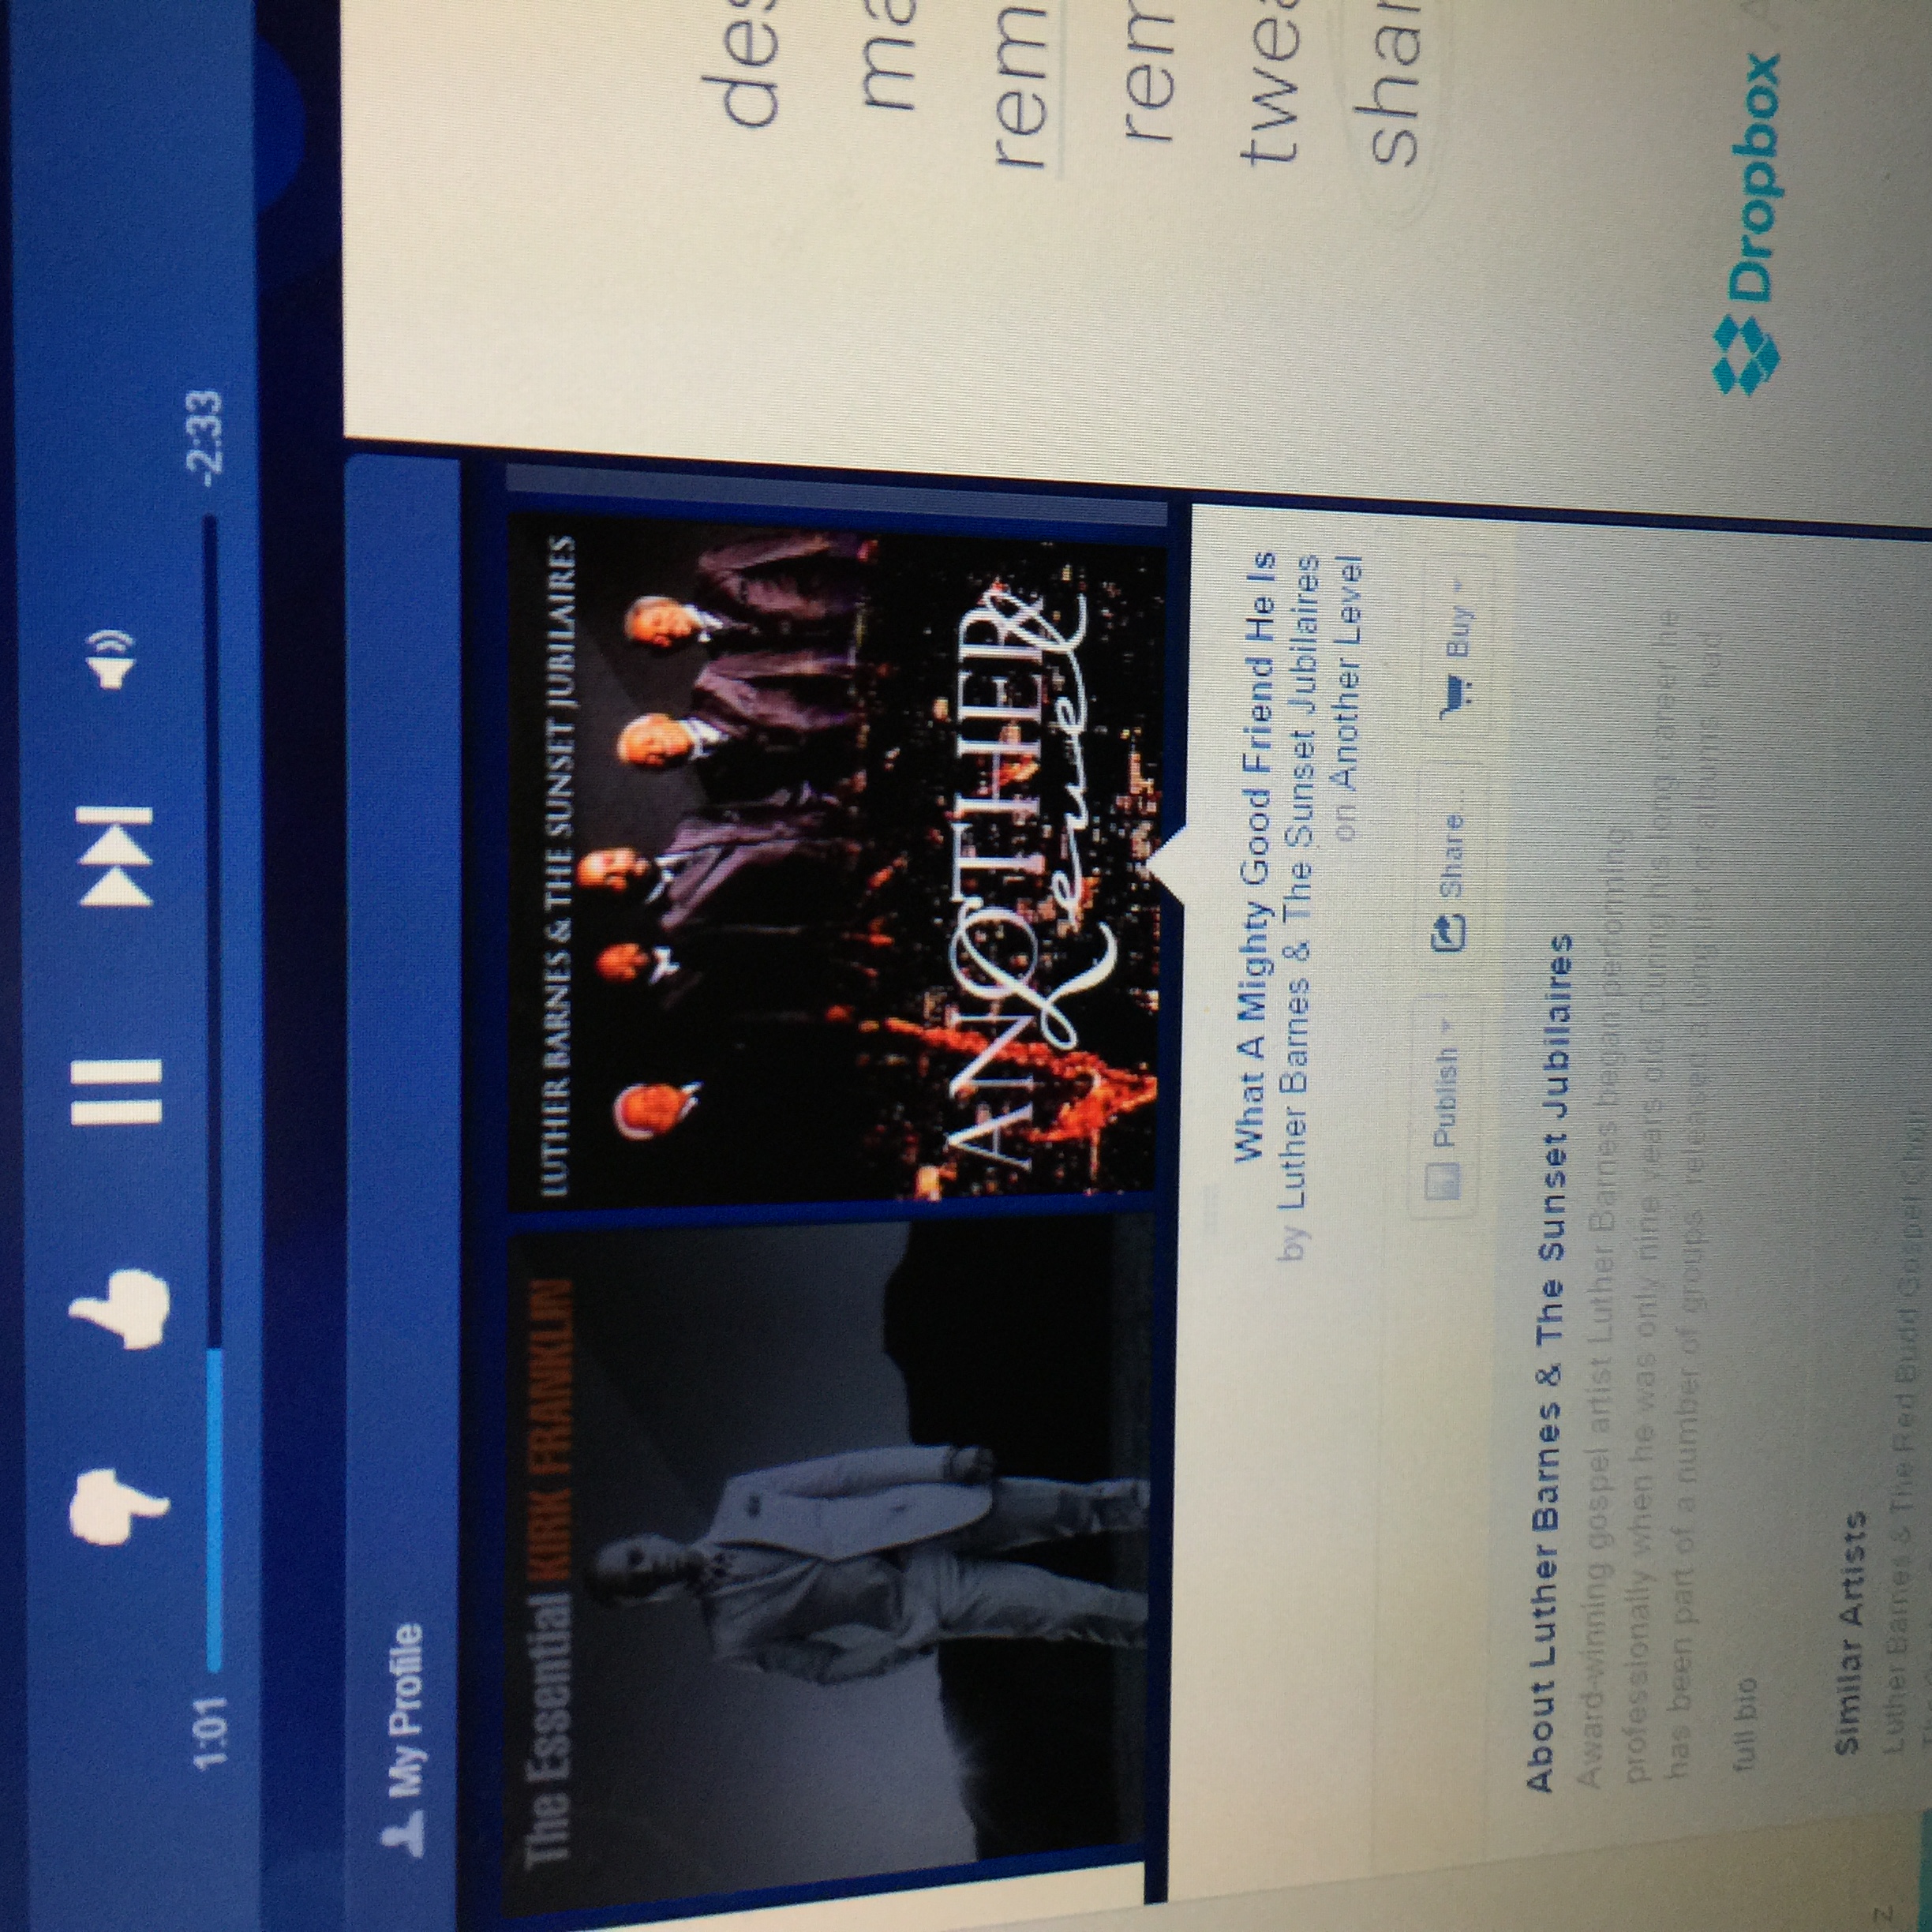 1:01
-2:33
My Profile
The Essential KIRK FRANKLIN
LUTHER BARNES & THE SUNSET JUBILAIRES
ANOTHER
Level
What A Mighty Good Friend He Is
by Luther Barnes & The Sunset Jubilaires
on Another Level
Publish
Share...
Buy
About Luther Barnes & The Sunset Jubilaires
Award-winning gospel artist Luther Barnes began performing
professionally when he was only nine years old. During his long career he
has been part of a number of groups, released a long list of albums, had
full bio
Similar Artists
Luther Barnes & The Red Budd Gospel Choir
z
des
ma
rem
rem
twea
shar
Dropbox